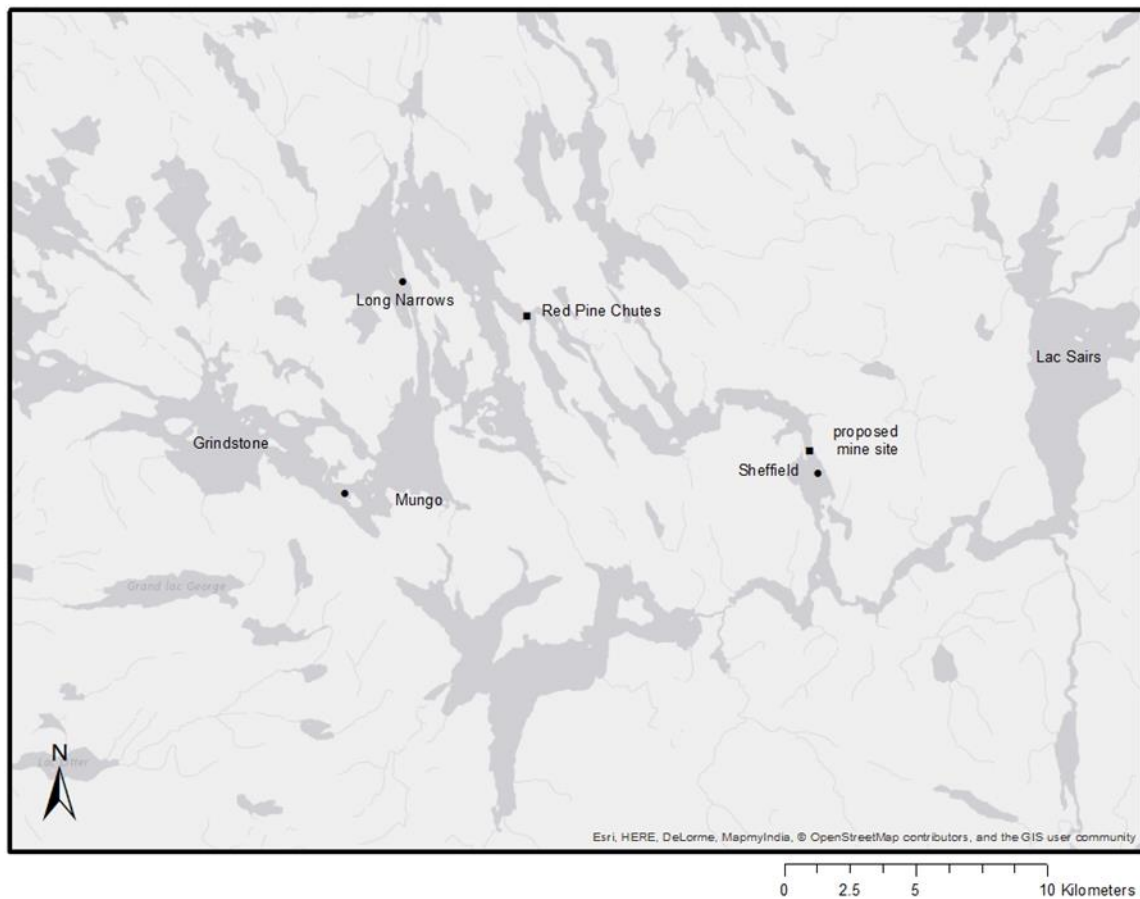 Long Narrows
Red Pine Chutes
Lac Sairs
Grindstone
proposed
mine site
Sheffield
Mungo
Grand lac George
N
Esri, HERE, DeLorme, MapmyIndia, © OpenStreetMap contributors, and the GIS user community
0 2.5 5 10 Kilometers